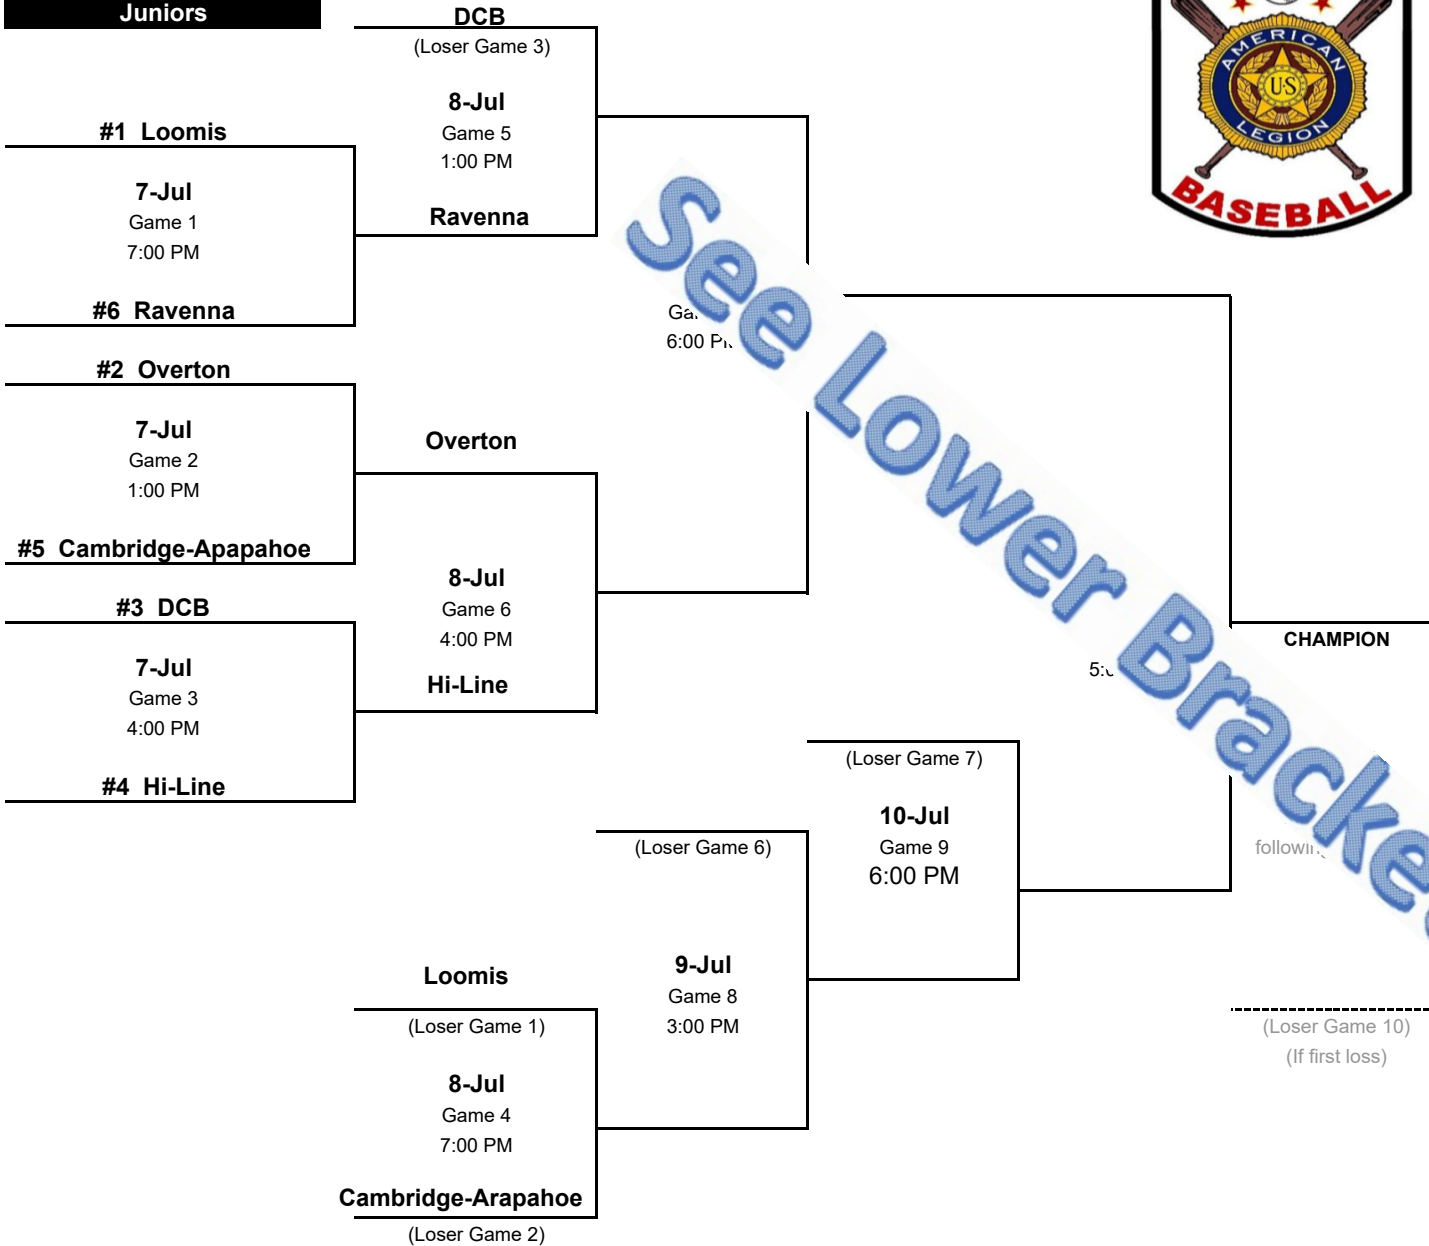 Juniors
DCB
(Loser Game 3)
8-Jul
Game 5
1:00 PM
Ravenna
#1 Loomis
7-Jul
Game 1
7:00 PM
#6 Ravenna
#2 Overton
7-Jul
Game 2
1:00 PM
#5 Cambridge-Apapahoe
#3 DCB
7-Jul
Game 3
4:00 PM
#4 Hi-Line
Overton
8-Jul
Game 6
4:00 PM
Hi-Line
6:00
See Lower Bracke
AMERICAN
US
LEGION
BASEBALL
CHAMPION
(Loser Game 7)
10-Jul
Game 9
6:00 PM
(Loser Game 6)
9-Jul
Game 8
3:00 PM
Loomis
(Loser Game 1)
8-Jul
Game 4
7:00 PM
Cambridge-Arapahoe
(Loser Game 2)
(Loser Game 10)
(If first loss)